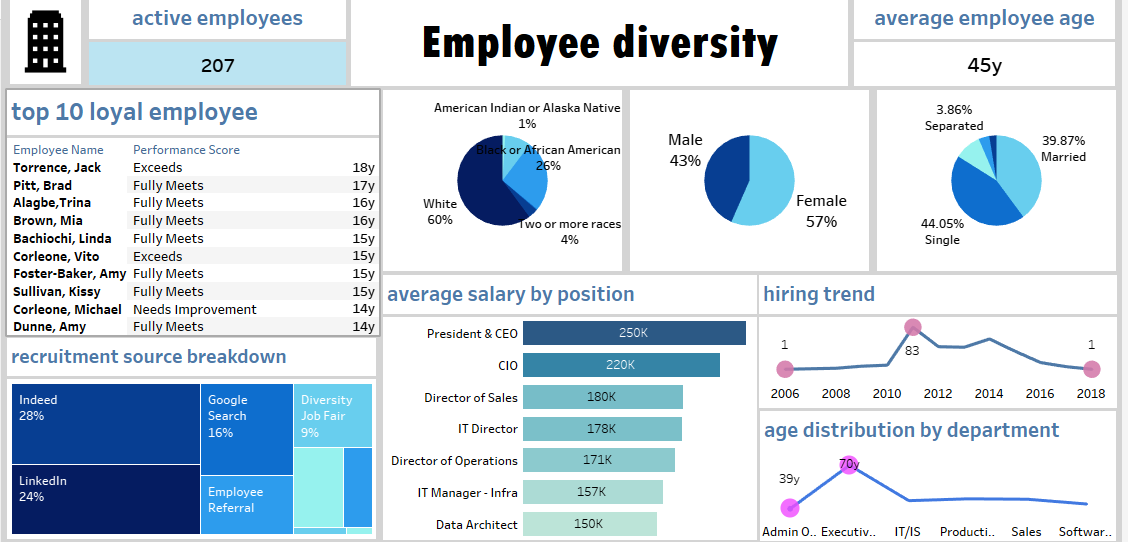 active employees
207
Employee diversity
average employee age
45y
top 10 loyal employee
Employee Name Performance Score
Torrence, Jack Exceeds 18y
Pitt, Brad Fully Meets 17y
Alagbe,Trina Fully Meets 16y
Brown, Mia Fully Meets 16y
Bachiochi, Linda Fully Meets 15y
Corleone, Vito Exceeds 15y
Foster-Baker, Amy Fully Meets 15y
Sullivan, Kissy Fully Meets 15y
Corleone, Michael Needs Improvement 14y
Dunne, Amy Fully Meets 14y
American Indian or Alaska Native
1%
Black or African American
26%
White
60%
Two or more races
4%
Male
43%
Female
57%
3.86%
Separated
39.87%
Married
44.05%
Single
recruitment source breakdown
Indeed
28%
LinkedIn
24%
Google
Search
16%
Employee
Referral
Diversity
Job Fair
9%
average salary by position
President & CEO 250K
CIO 220K
Director of Sales 180K
IT Director 178K
Director of Operations 171K
IT Manager - Infra 157K
Data Architect 150K
hiring trend
1
83
1
2006 2008 2010 2012 2014 2016 2018
age distribution by department
39y
70y
Admin O.. Executiv.. IT/IS Producti.. Sales Softwar..